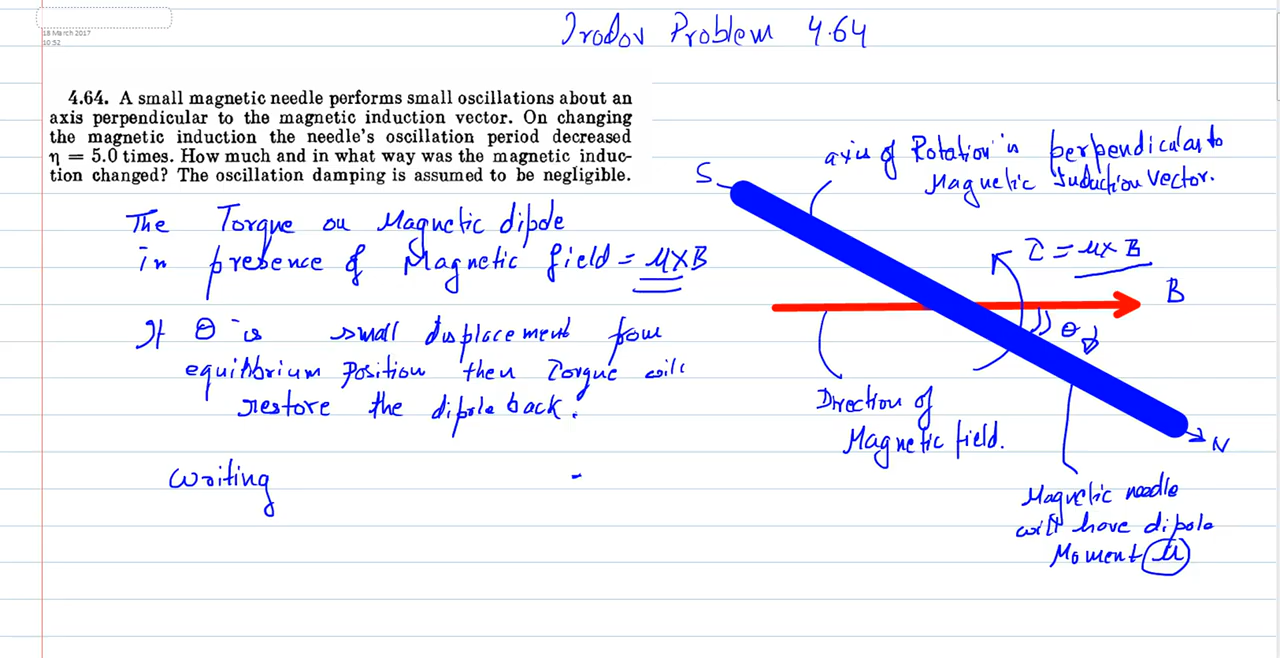 18 March 2017
10:52
Irodov Problem 4.64
4.64. A small magnetic needle performs small oscillations about an
axis perpendicular to the magnetic induction vector. On changing
the magnetic induction the needle's oscillation period decreased
η = 5.0 times. How much and in what way was the magnetic induc-
tion changed? The oscillation damping is assumed to be negligible.
The Torque on Magnetic dipole
in presence of Magnetic field = μXB
If θ is small displacement from
equilibrium Position then Torque will
restore the dipole back.
Writing
S
axis of Rotation is perpendicular to
Magnetic Induction Vector.
τ = μ × B
B
θ
Direction of
Magnetic field.
N
Magnetic needle
will have dipole
Moment μ